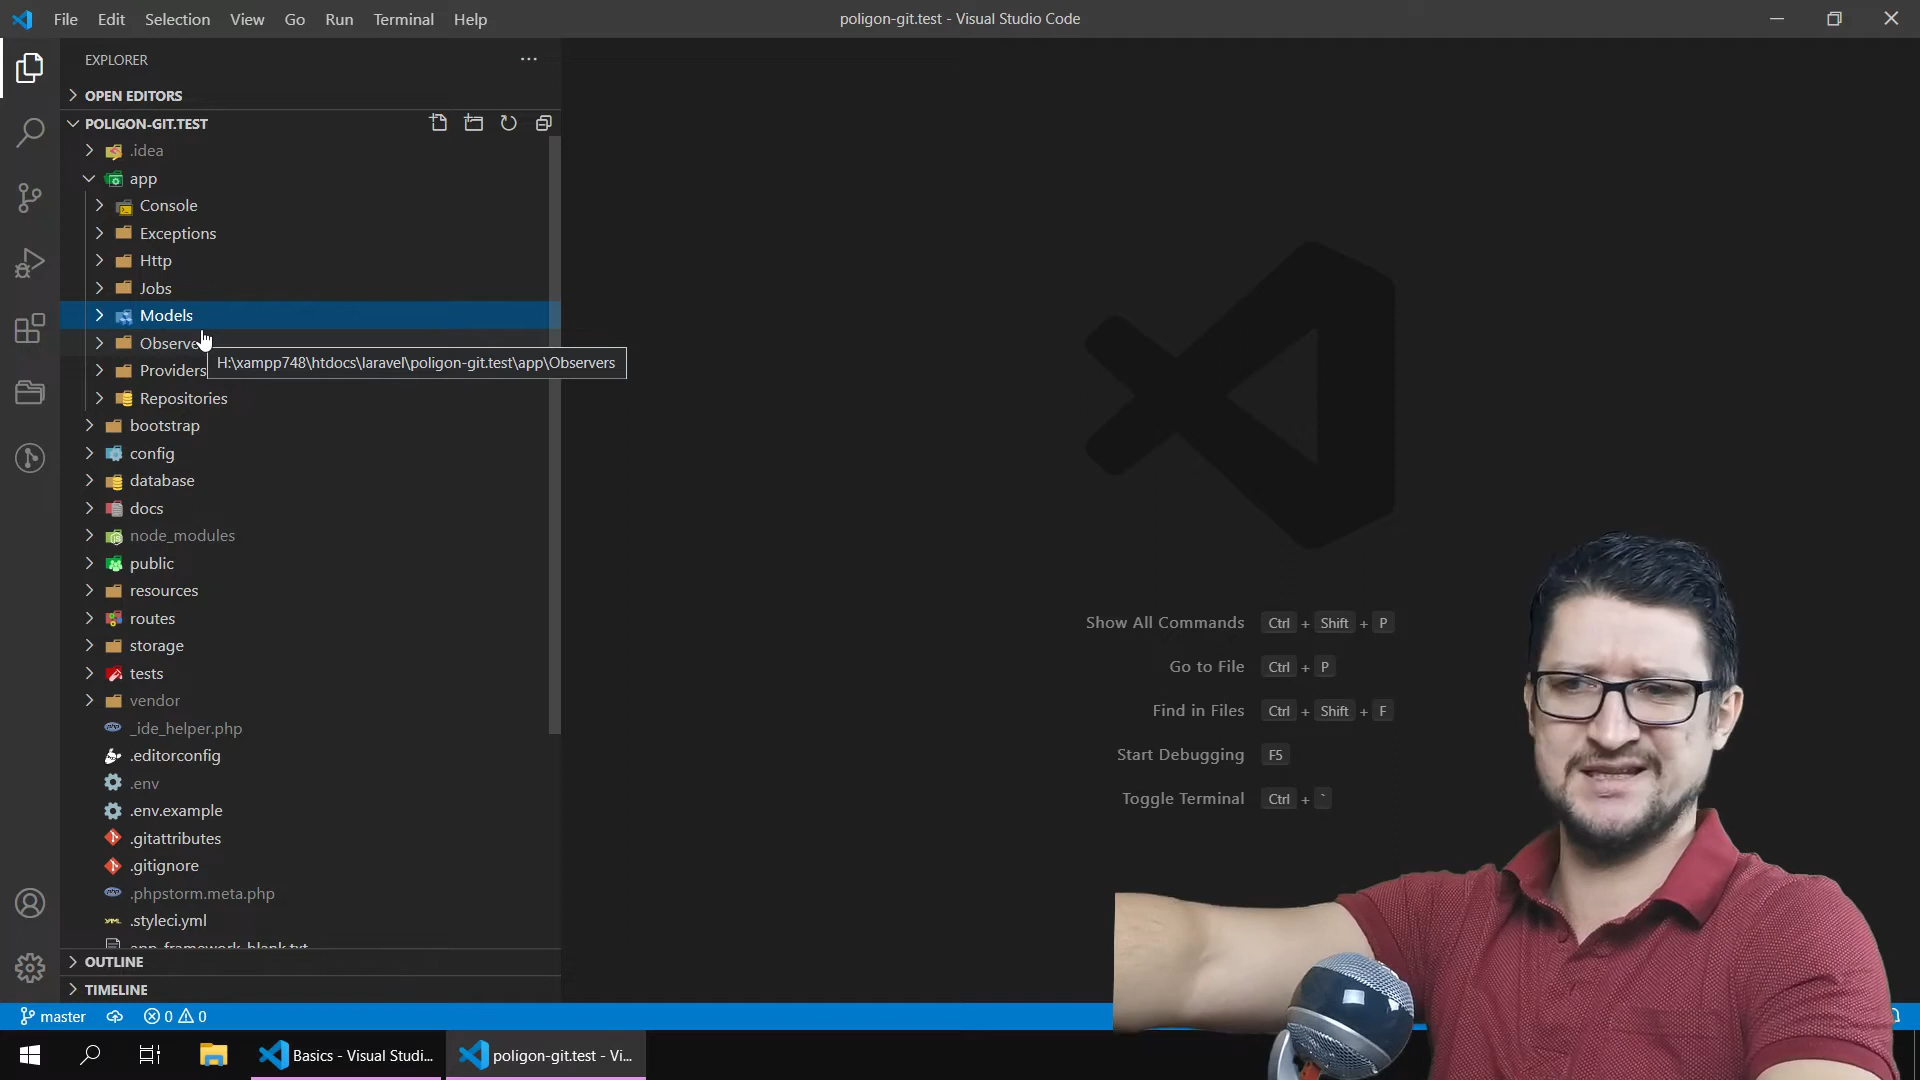 File Edit Selection View Go Run Terminal Help
poligon-git.test - Visual Studio Code
EXPLORER
OPEN EDITORS
POLIGON-GIT.TEST
.idea
app
Console
Exceptions
Http
Jobs
Models
Observe
H:\xampp748\htdocs\laravel\poligon-git.test\app\Observers
Providers
Repositories
bootstrap
config
database
docs
node_modules
public
resources
routes
storage
tests
vendor
_ide_helper.php
.editorconfig
.env
.env.example
.gitattributes
.gitignore
.phpstorm.meta.php
.styleci.yml
app_framework_blank.txt
OUTLINE
TIMELINE
Show All Commands Ctrl + Shift + P
Go to File Ctrl + P
Find in Files Ctrl + Shift + F
Start Debugging F5
Toggle Terminal Ctrl + `
master 0 0
Basics - Visual Studi...
poligon-git.test - Vi...